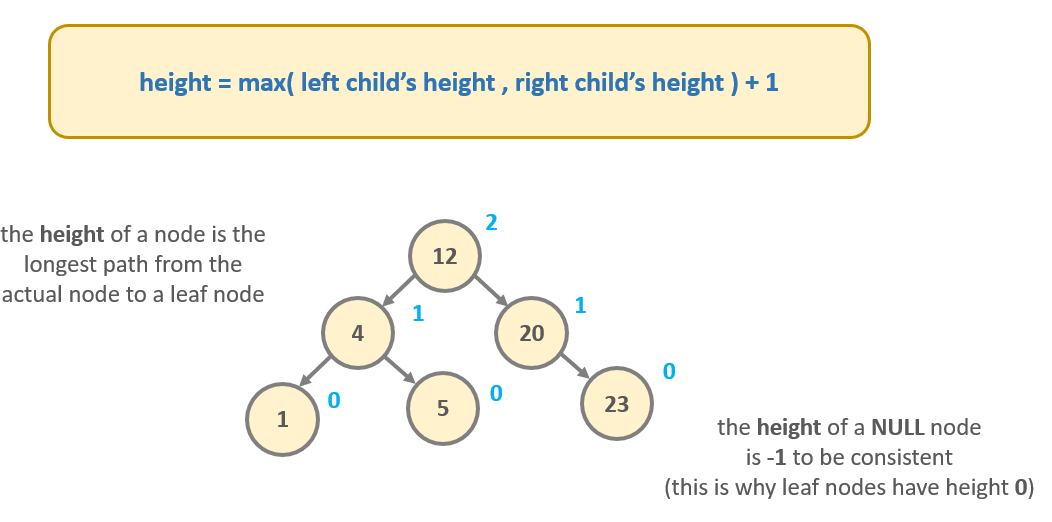 height = max( left child's height , right child's height ) + 1
the height of a node is the
longest path from the
actual node to a leaf node
2
12
1
4
1
20
0
1
0
5
0
23
the height of a NULL node
is -1 to be consistent
(this is why leaf nodes have height 0)